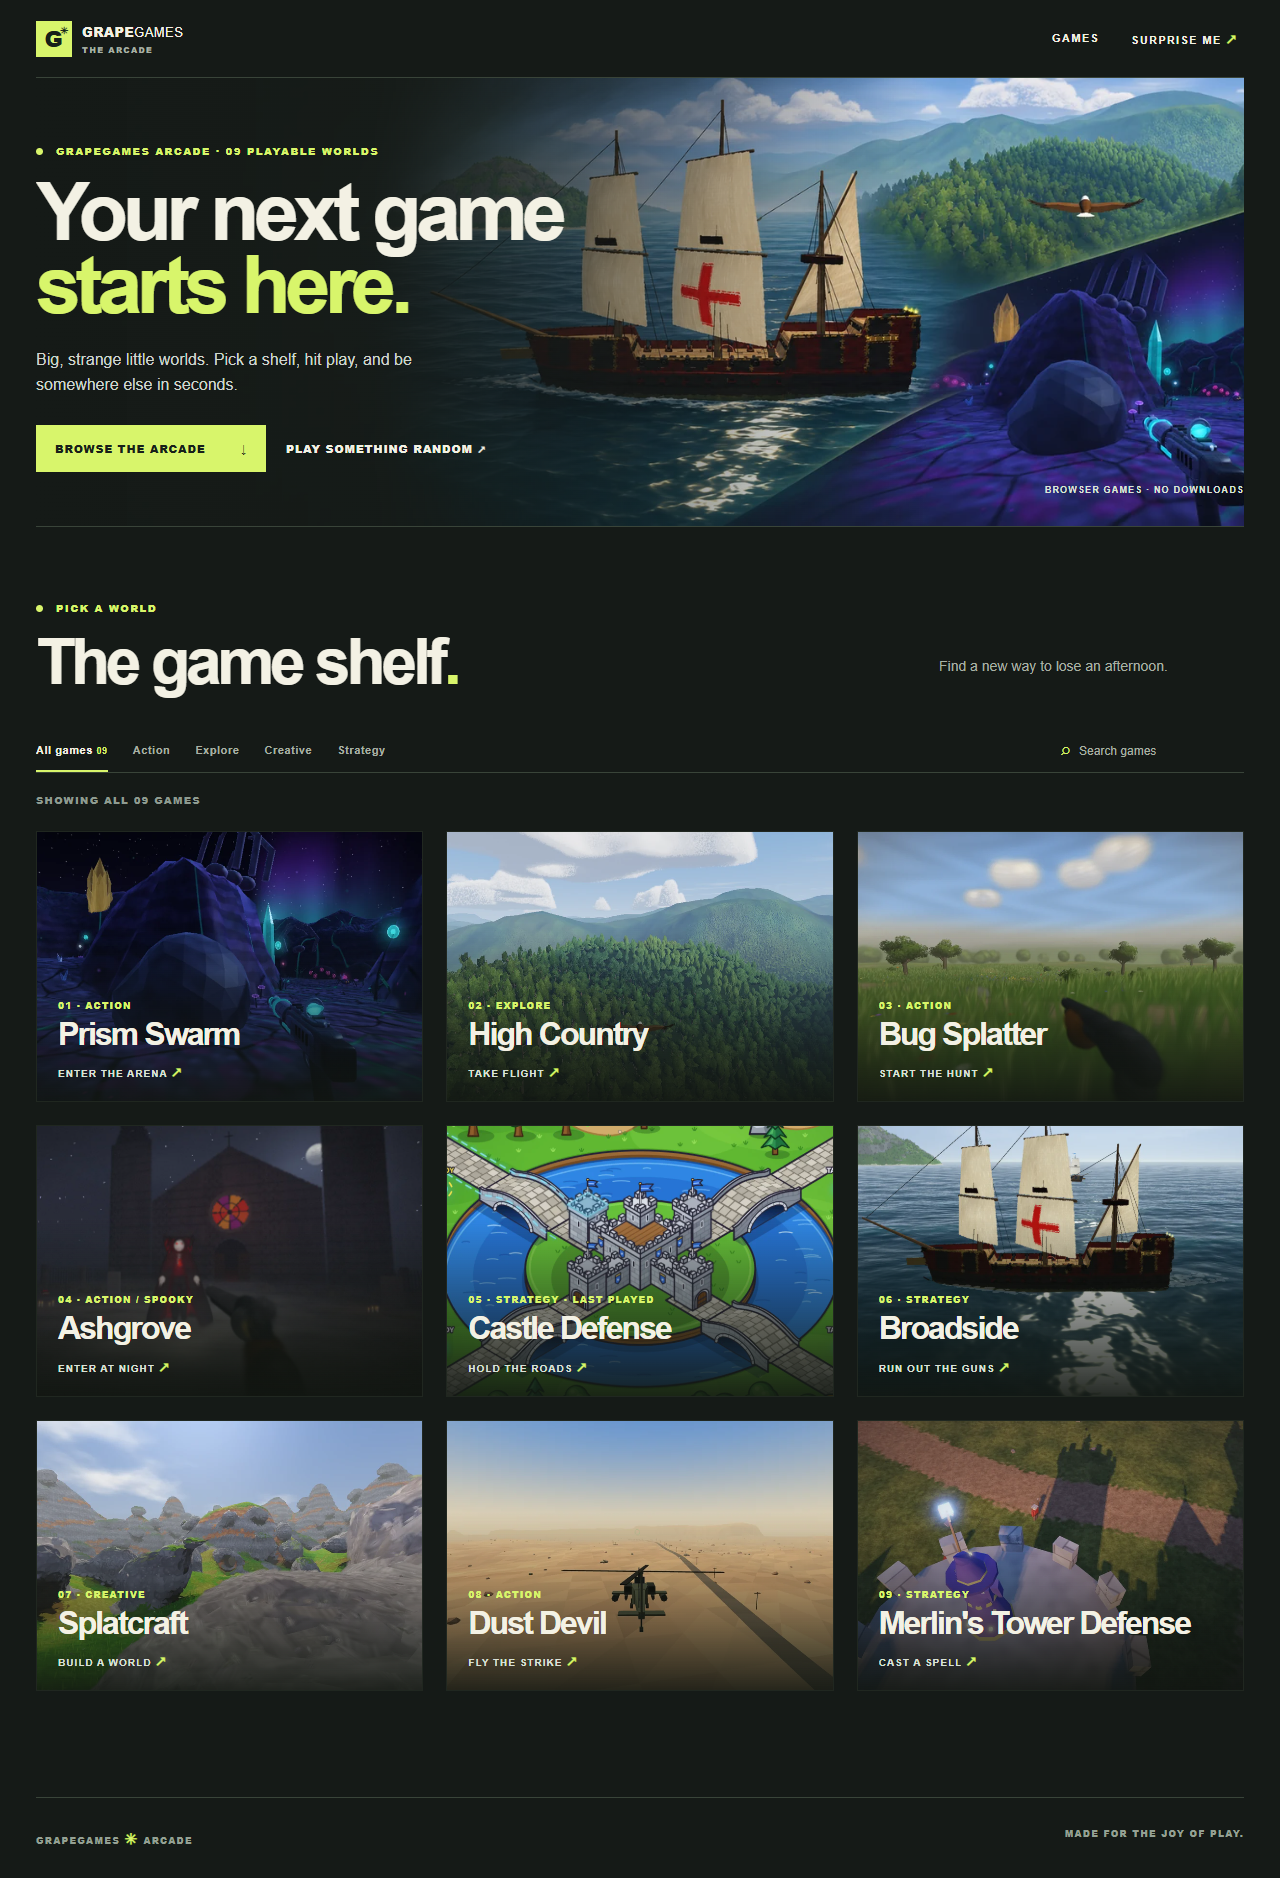 G*
GRAPEGAMES
THE ARCADE
GAMES
SURPRISE ME ↗
GRAPEGAMES ARCADE · 09 PLAYABLE WORLDS
Your next game
starts here.
Big, strange little worlds. Pick a shelf, hit play, and be
somewhere else in seconds.
BROWSE THE ARCADE ↓
PLAY SOMETHING RANDOM ↗
BROWSER GAMES · NO DOWNLOADS
PICK A WORLD
The game shelf.
Find a new way to lose an afternoon.
All games 09
Action
Explore
Creative
Strategy
Search games
SHOWING ALL 09 GAMES
01 · ACTION
Prism Swarm
ENTER THE ARENA ↗
02 · EXPLORE
High Country
TAKE FLIGHT ↗
03 · ACTION
Bug Splatter
START THE HUNT ↗
04 · ACTION / SPOOKY
Ashgrove
ENTER AT NIGHT ↗
05 · STRATEGY · LAST PLAYED
Castle Defense
HOLD THE ROADS ↗
06 · STRATEGY
Broadside
RUN OUT THE GUNS ↗
07 · CREATIVE
Splatcraft
BUILD A WORLD ↗
08 · ACTION
Dust Devil
FLY THE STRIKE ↗
09 · STRATEGY
Merlin's Tower Defense
CAST A SPELL ↗
GRAPEGAMES ✳ ARCADE
MADE FOR THE JOY OF PLAY.